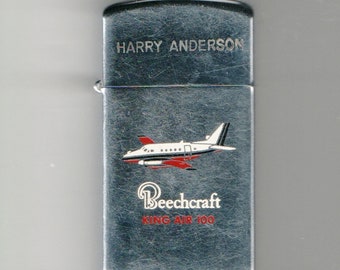 HARRY ANDERSON
Beechcraft
KING AIR 100